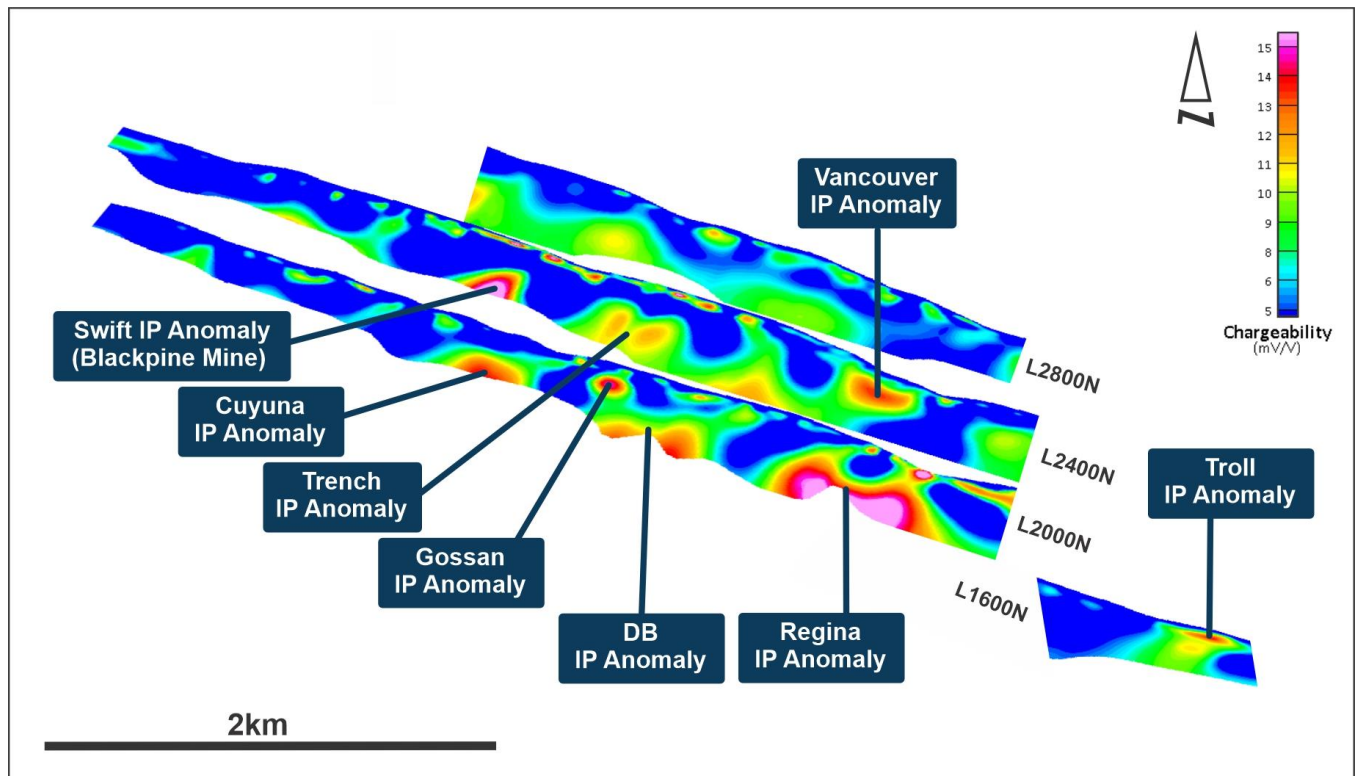 15
14
13
12
11
10
9
8
6
5
Chargeability
(mV/V)
N
Vancouver
IP Anomaly
Swift IP Anomaly
(Blackpine Mine)
Cuyuna
IP Anomaly
Trench
IP Anomaly
Gossan
IP Anomaly
DB
IP Anomaly
Regina
IP Anomaly
Troll
IP Anomaly
L2800N
L2400N
L2000N
L1600N
2km